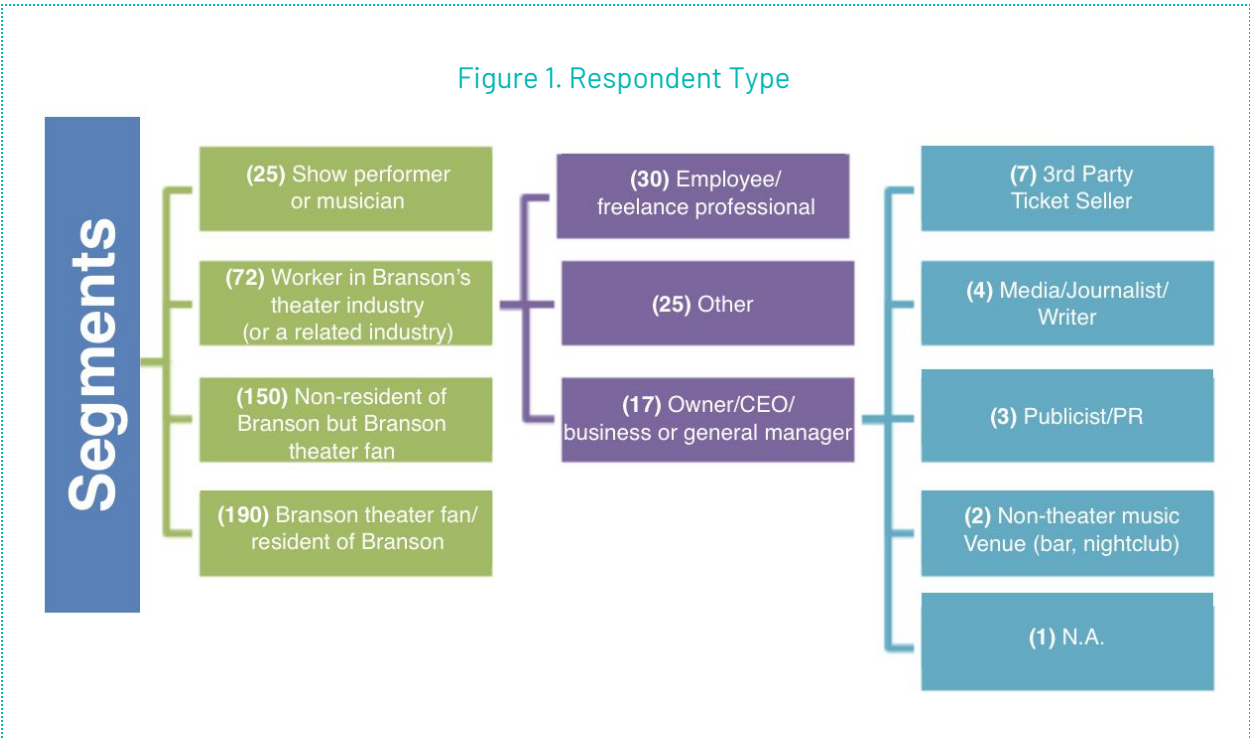 Figure 1. Respondent Type
Segments
(25) Show performer
or musician
(72) Worker in Branson's
theater industry
(or a related industry)
(150) Non-resident of
Branson but Branson
theater fan
(190) Branson theater fan/
resident of Branson
(30) Employee/
freelance professional
(25) Other
(17) Owner/CEO/
business or general manager
(7) 3rd Party
Ticket Seller
(4) Media/Journalist/
Writer
(3) Publicist/PR
(2) Non-theater music
Venue (bar, nightclub)
(1) N.A.